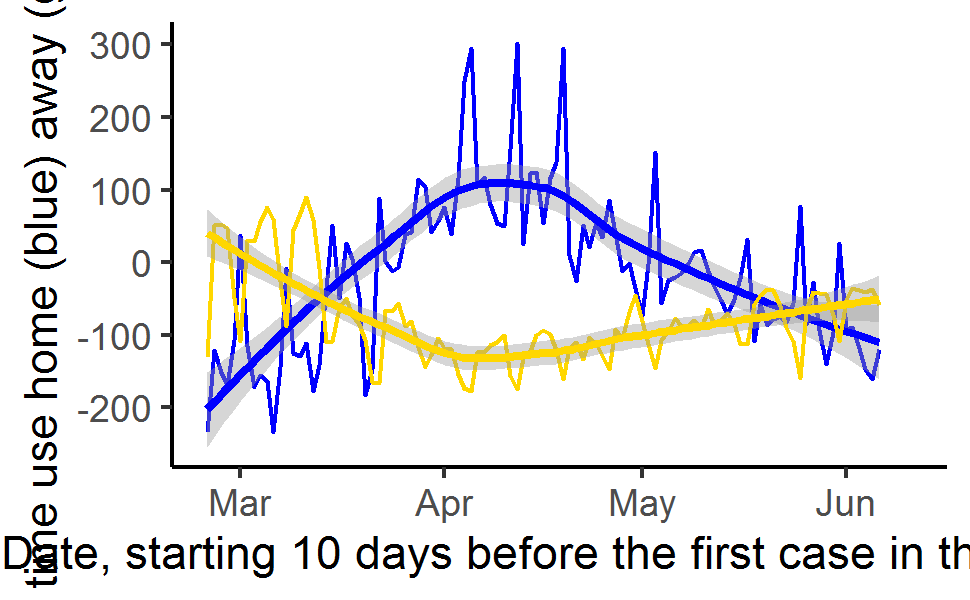 time use home (blue) away (g
300
200
100
0
-100
-200
Mar Apr May Jun
Date, starting 10 days before the first case in th